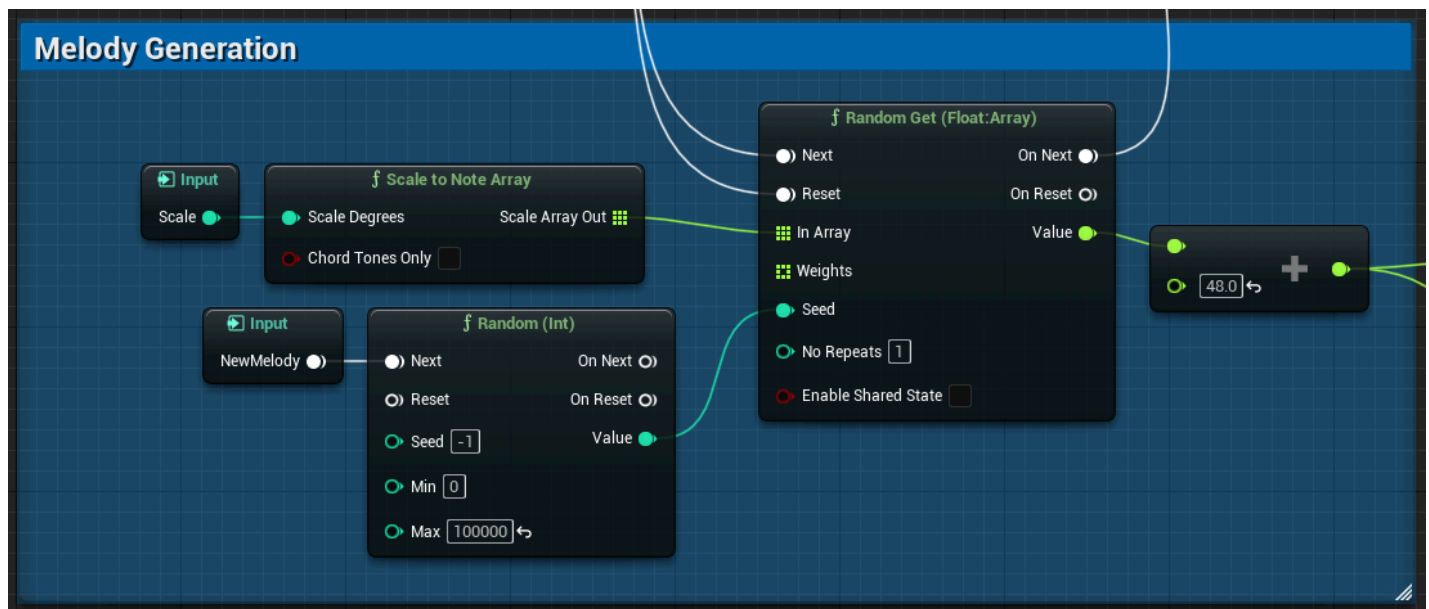 Melody Generation
Input
Scale
Scale to Note Array
Scale Degrees
Scale Array Out
Chord Tones Only
Input
NewMelody
Random (Int)
Next
On Next
Reset
On Reset
Seed -1
Value
Min 0
Max 100000
Random Get (Float:Array)
Next
On Next
Reset
On Reset
In Array
Value
Weights
Seed
No Repeats 1
Enable Shared State
48.0